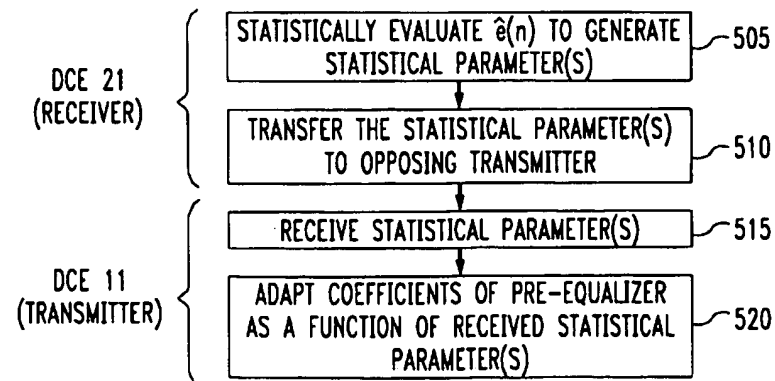 DCE 21
(RECEIVER)
STATISTICALLY EVALUATE ê(n) TO GENERATE
STATISTICAL PARAMETER(S)
505
TRANSFER THE STATISTICAL PARAMETER(S)
TO OPPOSING TRANSMITTER
510
DCE 11
(TRANSMITTER)
RECEIVE STATISTICAL PARAMETER(S)
515
ADAPT COEFFICIENTS OF PRE-EQUALIZER
AS A FUNCTION OF RECEIVED STATISTICAL
PARAMETER(S)
520